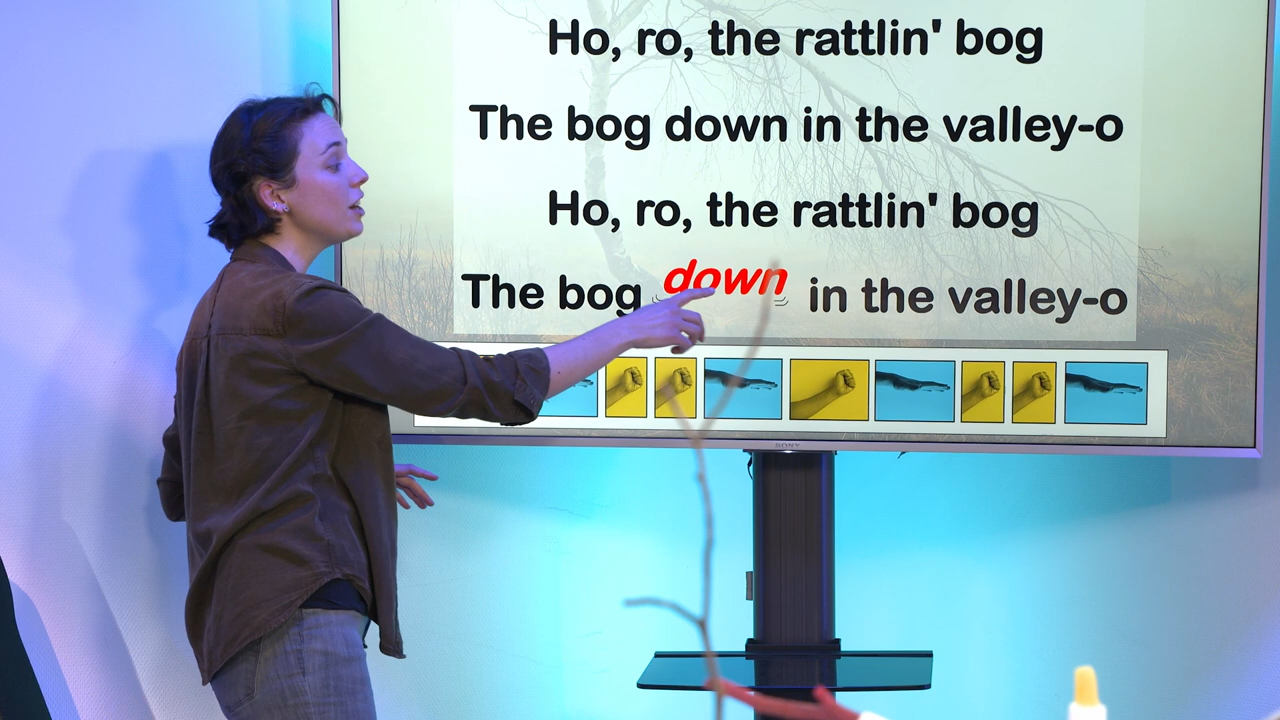 Ho, ro, the rattlin' bog
The bog down in the valley-o
Ho, ro, the rattlin' bog
The bog down in the valley-o
SONY